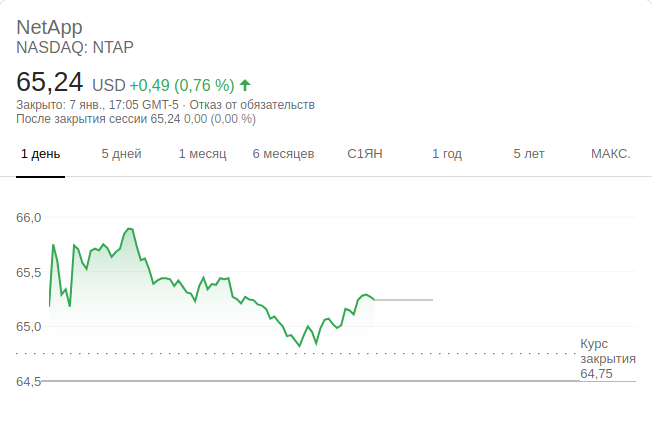 NetApp
NASDAQ: NTAP
65,24 USD +0,49 (0,76 %)
Закрыто: 7 янв., 17:05 GMT-5 · Отказ от обязательств
После закрытия сессии 65,24 0,00 (0,00 %)
1 день 5 дней 1 месяц 6 месяцев С1ЯН 1 год 5 лет МАКС.
66,0
65,5
65,0
Курс
закрытия
64,75
64,5